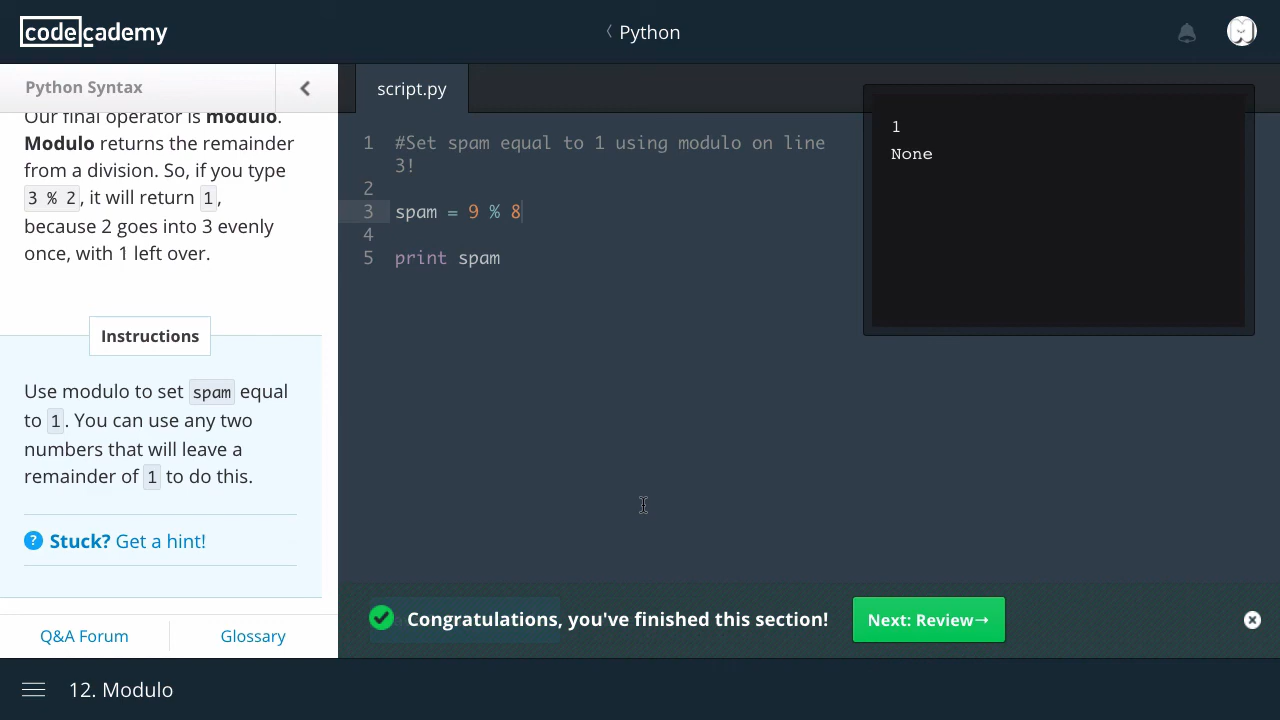 codecademy
〈 Python
Python Syntax
script.py
Our final operator is modulo.
Modulo returns the remainder
from a division. So, if you type
3 % 2, it will return 1,
because 2 goes into 3 evenly
once, with 1 left over.
Instructions
Use modulo to set spam equal
to 1. You can use any two
numbers that will leave a
remainder of 1 to do this.
? Stuck? Get a hint!
Q&A Forum
Glossary
1 #Set spam equal to 1 using modulo on line
3!
2
3 spam = 9 % 8
4
5 print spam
1
None
Congratulations, you've finished this section!
Next: Review→
12. Modulo